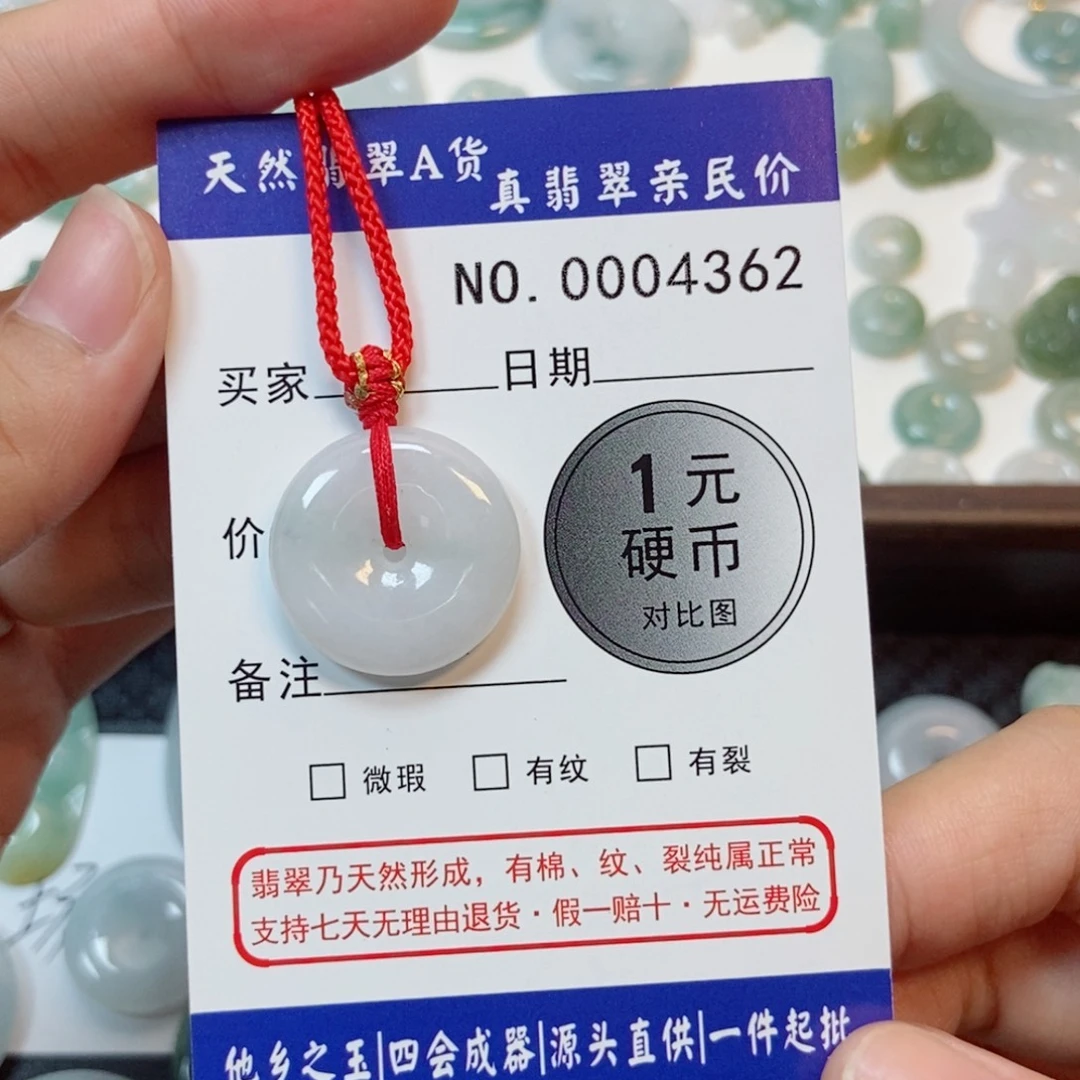 天然翡翠A货 真翡翠亲民价
NO. 0004362
买家 日期
价
1元
硬币
对比图
备注
微瑕 有纹 有裂
翡翠乃天然形成，有棉、纹、裂纯属正常
支持七天无理由退货·假一赔十·无运费险
他乡之玉|四会成器|源头直供|一件起批